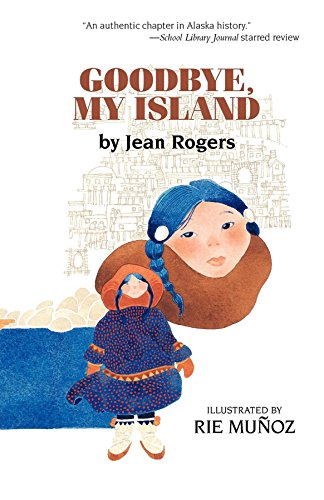 “An authentic chapter in Alaska history.”
—School Library Journal starred review
GOODBYE,
MY ISLAND
by Jean Rogers
ILLUSTRATED BY
RIE MUÑOZ